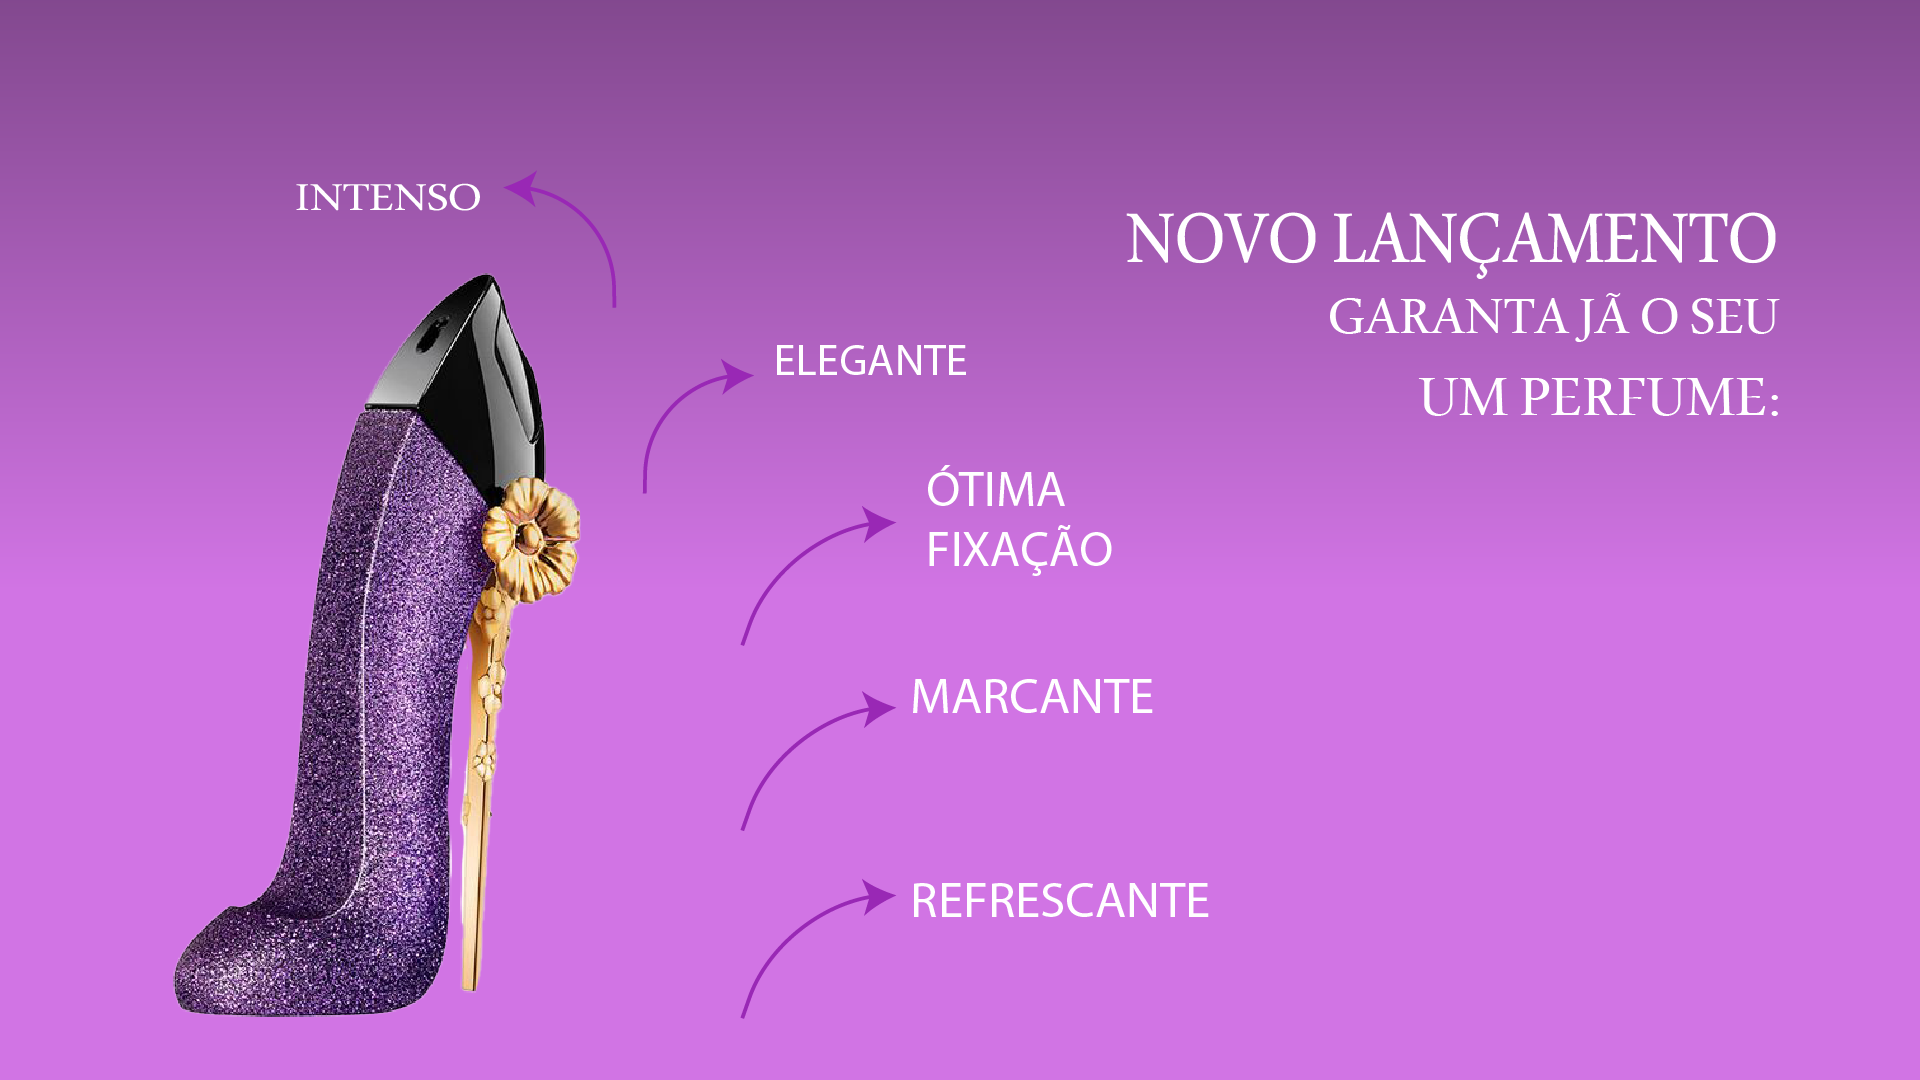 INTENSO
NOVO LANÇAMENTO
GARANTA JÃ O SEU
UM PERFUME:
ELEGANTE
ÓTIMA
FIXAÇÃO
MARCANTE
REFRESCANTE